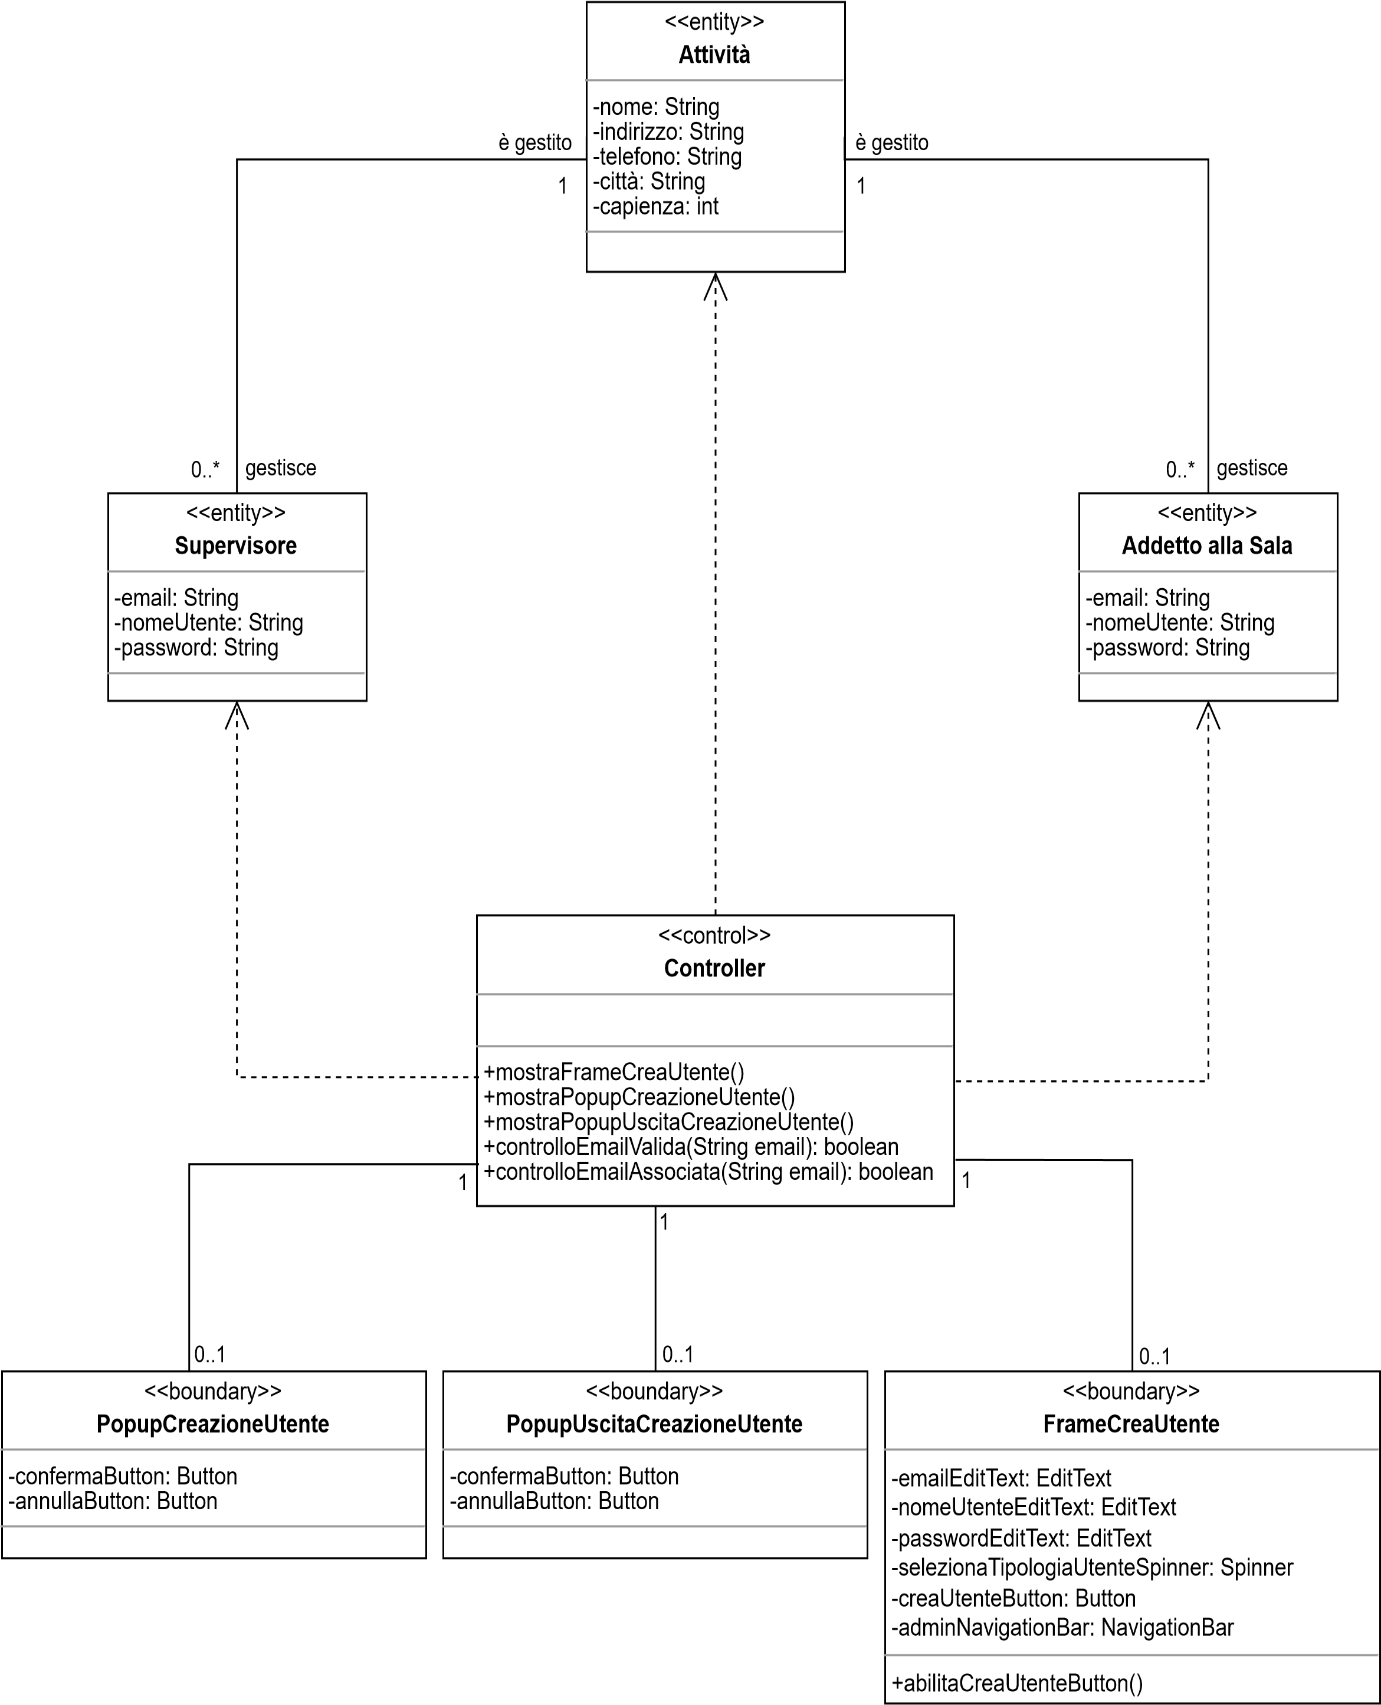 <<entity>>
Attività
-nome: String
-indirizzo: String
-telefono: String
-città: String
-capienza: int
è gestito
1
è gestito
1
0..*
gestisce
0..*
gestisce
<<entity>>
Supervisore
-email: String
-nomeUtente: String
-password: String
<<entity>>
Addetto alla Sala
-email: String
-nomeUtente: String
-password: String
<<control>>
Controller
+mostraFrameCreaUtente()
+mostraPopupCreazioneUtente()
+mostraPopupUscitaCreazioneUtente()
+controlloEmailValida(String email): boolean
+controlloEmailAssociata(String email): boolean
1
1
1
0..1
0..1
0..1
<<boundary>>
PopupCreazioneUtente
-confermaButton: Button
-annullaButton: Button
<<boundary>>
PopupUscitaCreazioneUtente
-confermaButton: Button
-annullaButton: Button
<<boundary>>
FrameCreaUtente
-emailEditText: EditText
-nomeUtenteEditText: EditText
-passwordEditText: EditText
-selezionaTipologiaUtenteSpinner: Spinner
-creaUtenteButton: Button
-adminNavigationBar: NavigationBar
+abilitaCreaUtenteButton()